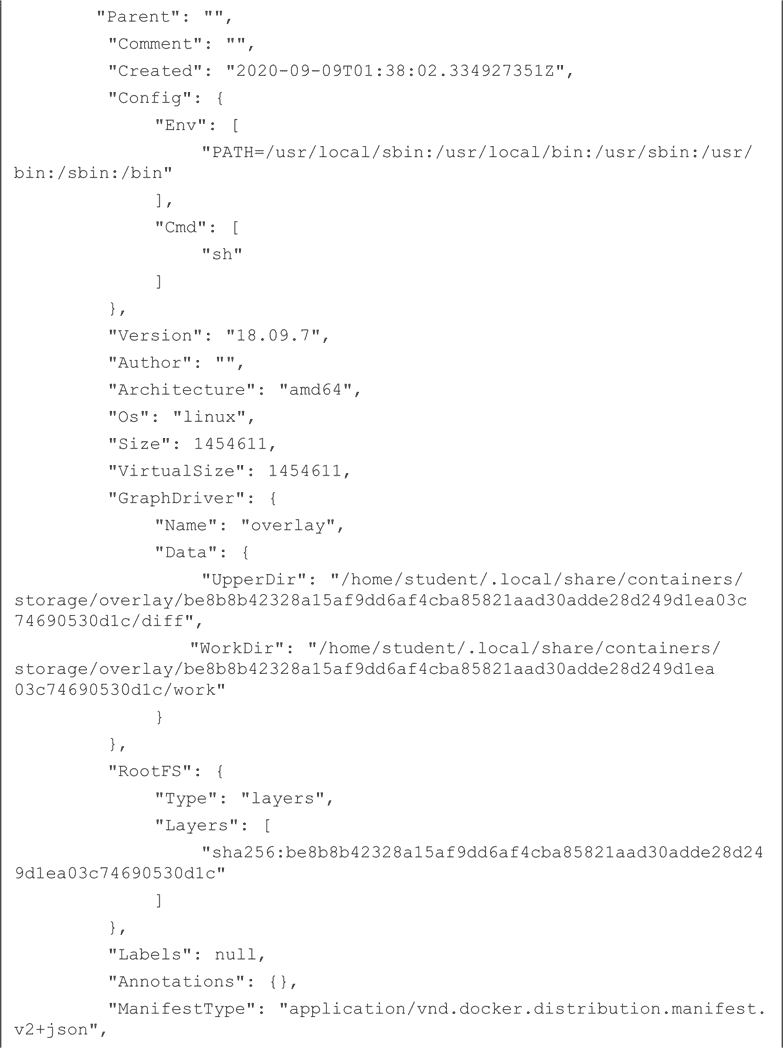 "Parent": "",
"Comment": "",
"Created": "2020-09-09T01:38:02.334927351Z",
"Config": {
"Env": [
"PATH=/usr/local/sbin:/usr/local/bin:/usr/sbin:/usr/
bin:/sbin:/bin"
],
"Cmd": [
"sh"
]
},
"Version": "18.09.7",
"Author": "",
"Architecture": "amd64",
"Os": "linux",
"Size": 1454611,
"VirtualSize": 1454611,
"GraphDriver": {
"Name": "overlay",
"Data": {
"UpperDir": "/home/student/.local/share/containers/
storage/overlay/be8b8b42328a15af9dd6af4cba85821aad30adde28d249d1ea03c
74690530d1c/diff",
"WorkDir": "/home/student/.local/share/containers/
storage/overlay/be8b8b42328a15af9dd6af4cba85821aad30adde28d249d1ea
03c74690530d1c/work"
}
},
"RootFS": {
"Type": "layers",
"Layers": [
"sha256:be8b8b42328a15af9dd6af4cba85821aad30adde28d24
9d1ea03c74690530d1c"
]
},
"Labels": null,
"Annotations": {},
"ManifestType": "application/vnd.docker.distribution.manifest.
v2+json",